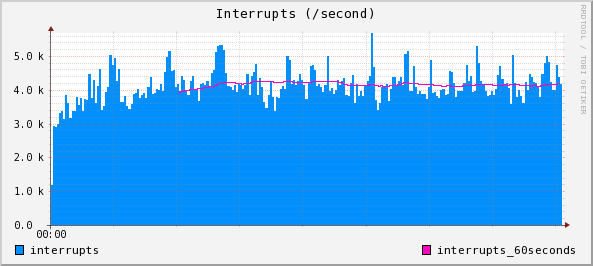 Interrupts (/second)
RRDTOOL / TOBI OETIKER
5.0 k
4.0 k
3.0 k
2.0 k
1.0 k
0.0
00:00
interrupts
interrupts_60seconds